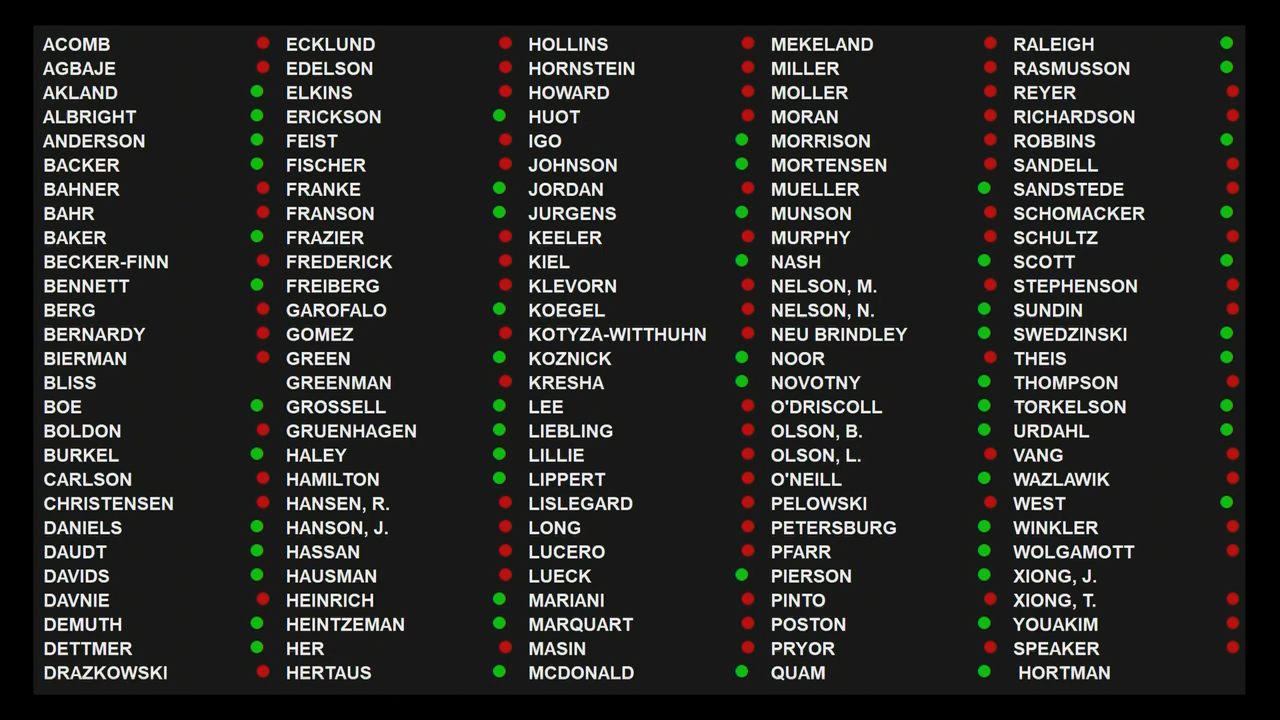 ACOMB
AGBAJE
AKLAND
ALBRIGHT
ANDERSON
BACKER
BAHNER
BAHR
BAKER
BECKER-FINN
BENNETT
BERG
BERNARDY
BIERMAN
BLISS
BOE
BOLDON
BURKEL
CARLSON
CHRISTENSEN
DANIELS
DAUDT
DAVIDS
DAVNIE
DEMUTH
DETTMER
DRAZKOWSKI
ECKLUND
EDELSON
ELKINS
ERICKSON
FEIST
FISCHER
FRANKE
FRANSON
FRAZIER
FREDERICK
FREIBERG
GAROFALO
GOMEZ
GREEN
GREENMAN
GROSSELL
GRUENHAGEN
HALEY
HAMILTON
HANSEN, R.
HANSON, J.
HASSAN
HAUSMAN
HEINRICH
HEINTZEMAN
HER
HERTAUS
HOLLINS
HORNSTEIN
HOWARD
HUOT
IGO
JOHNSON
JORDAN
JURGENS
KEELER
KIEL
KLEVORN
KOEGEL
KOTYZA-WITTHUHN
KOZNICK
KRESHA
LEE
LIEBLING
LILLIE
LIPPERT
LISLEGARD
LONG
LUCERO
LUECK
MARIANI
MARQUART
MASIN
MCDONALD
MEKELAND
MILLER
MOLLER
MORAN
MORRISON
MORTENSEN
MUELLER
MUNSON
MURPHY
NASH
NELSON, M.
NELSON, N.
NEU BRINDLEY
NOOR
NOVOTNY
O'DRISCOLL
OLSON, B.
OLSON, L.
O'NEILL
PELOWSKI
PETERSBURG
PFARR
PIERSON
PINTO
POSTON
PRYOR
QUAM
RALEIGH
RASMUSSON
REYER
RICHARDSON
ROBBINS
SANDELL
SANDSTEDE
SCHOMACKER
SCHULTZ
SCOTT
STEPHENSON
SUNDIN
SWEDZINSKI
THEIS
THOMPSON
TORKELSON
URDAHL
VANG
WAZLAWIK
WEST
WINKLER
WOLGAMOTT
XIONG, J.
XIONG, T.
YOUAKIM
SPEAKER
HORTMAN